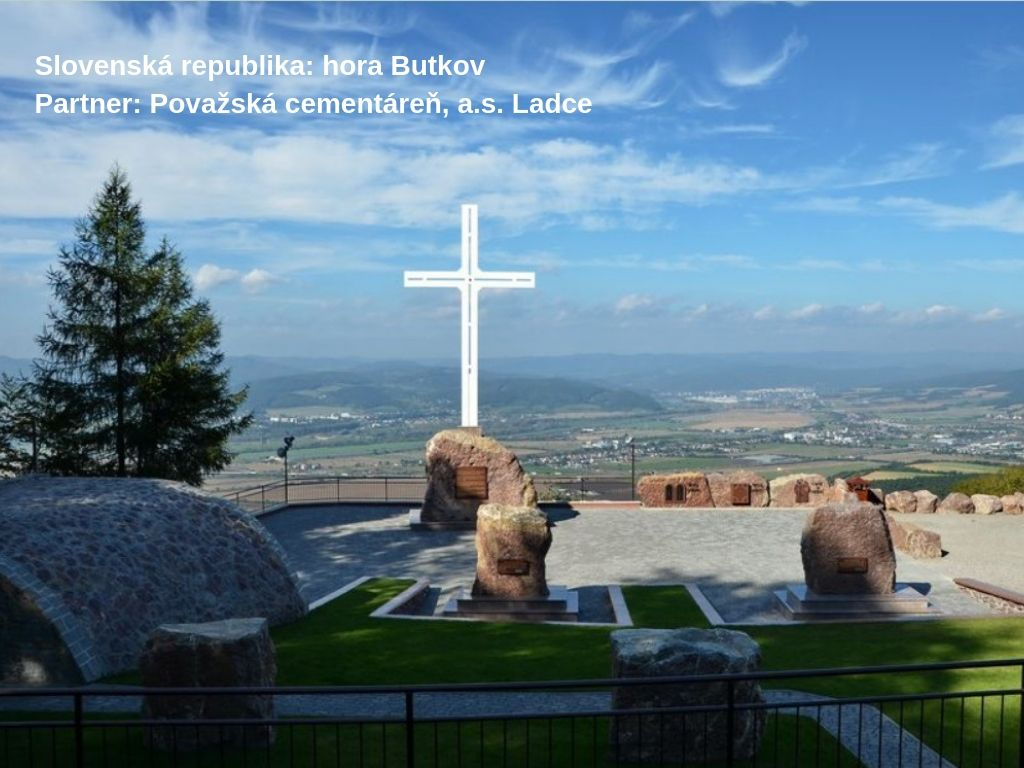 Slovenská republika: hora Butkov
Partner: Považská cementáreň, a.s. Ladce